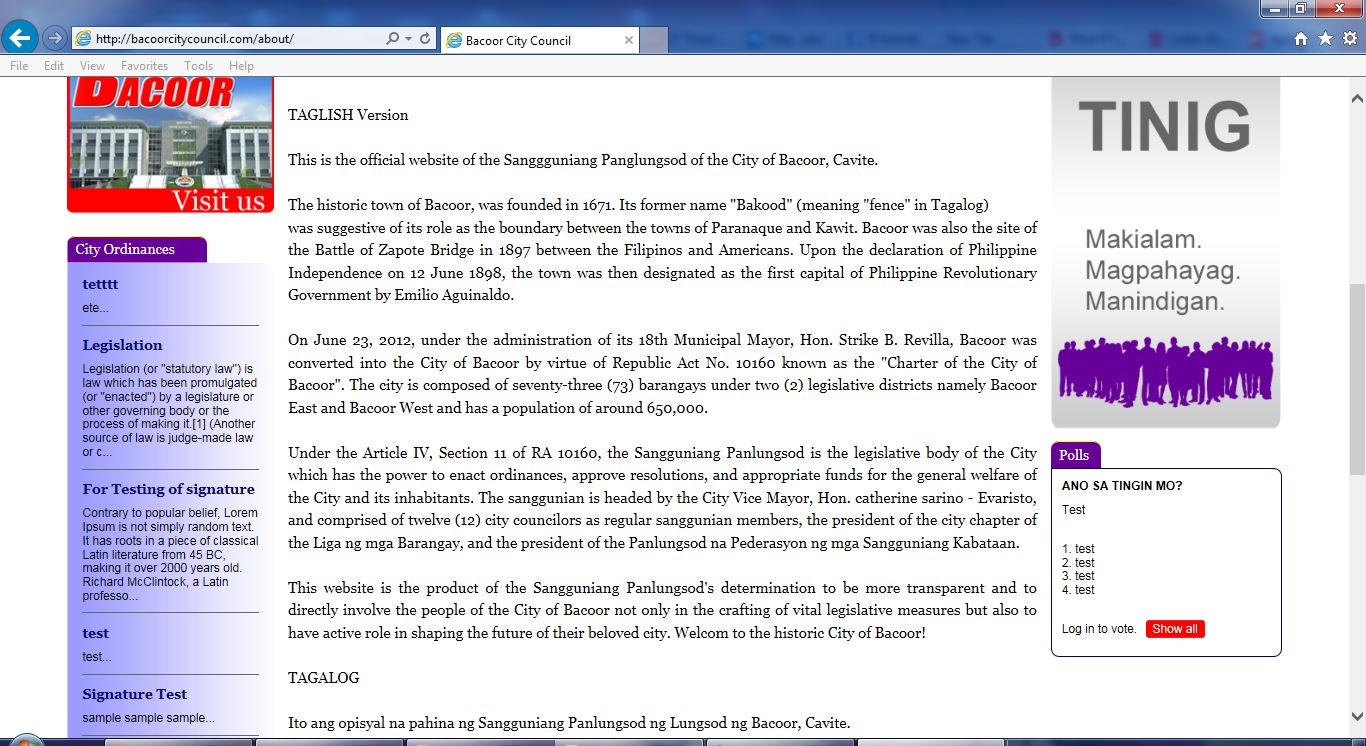 http://bacoorcitycouncil.com/about/
Bacoor City Council
File Edit View Favorites Tools Help
BACOOR
Visit us
City Ordinances
tetttt
ete...
Legislation
Legislation (or "statutory law") is
law which has been promulgated
(or "enacted") by a legislature or
other governing body or the
process of making it.[1] (Another
source of law is judge-made law
or c...
For Testing of signature
Contrary to popular belief, Lorem
Ipsum is not simply random text.
It has roots in a piece of classical
Latin literature from 45 BC,
making it over 2000 years old.
Richard McClintock, a Latin
professo...
test
test...
Signature Test
sample sample sample...
TAGLISH Version
This is the official website of the Sanggguniang Panglungsod of the City of Bacoor, Cavite.
The historic town of Bacoor, was founded in 1671. Its former name "Bakood" (meaning "fence" in Tagalog)
was suggestive of its role as the boundary between the towns of Paranaque and Kawit. Bacoor was also the site of
the Battle of Zapote Bridge in 1897 between the Filipinos and Americans. Upon the declaration of Philippine
Independence on 12 June 1898, the town was then designated as the first capital of Philippine Revolutionary
Government by Emilio Aguinaldo.
On June 23, 2012, under the administration of its 18th Municipal Mayor, Hon. Strike B. Revilla, Bacoor was
converted into the City of Bacoor by virtue of Republic Act No. 10160 known as the "Charter of the City of
Bacoor". The city is composed of seventy-three (73) barangays under two (2) legislative districts namely Bacoor
East and Bacoor West and has a population of around 650,000.
Under the Article IV, Section 11 of RA 10160, the Sangguniang Panlungsod is the legislative body of the City
which has the power to enact ordinances, approve resolutions, and appropriate funds for the general welfare of
the City and its inhabitants. The sanggunian is headed by the City Vice Mayor, Hon. catherine sarino - Evaristo,
and comprised of twelve (12) city councilors as regular sanggunian members, the president of the city chapter of
the Liga ng mga Barangay, and the president of the Panlungsod na Pederasyon ng mga Sangguniang Kabataan.
This website is the product of the Sangguniang Panlungsod's determination to be more transparent and to
directly involve the people of the City of Bacoor not only in the crafting of vital legislative measures but also to
have active role in shaping the future of their beloved city. Welcom to the historic City of Bacoor!
TAGALOG
Ito ang opisyal na pahina ng Sangguniang Panlungsod ng Lungsod ng Bacoor, Cavite.
TINIG
Makialam.
Magpahayag.
Manindigan.
Polls
ANO SA TINGIN MO?
Test
1. test
2. test
3. test
4. test
Log in to vote. Show all